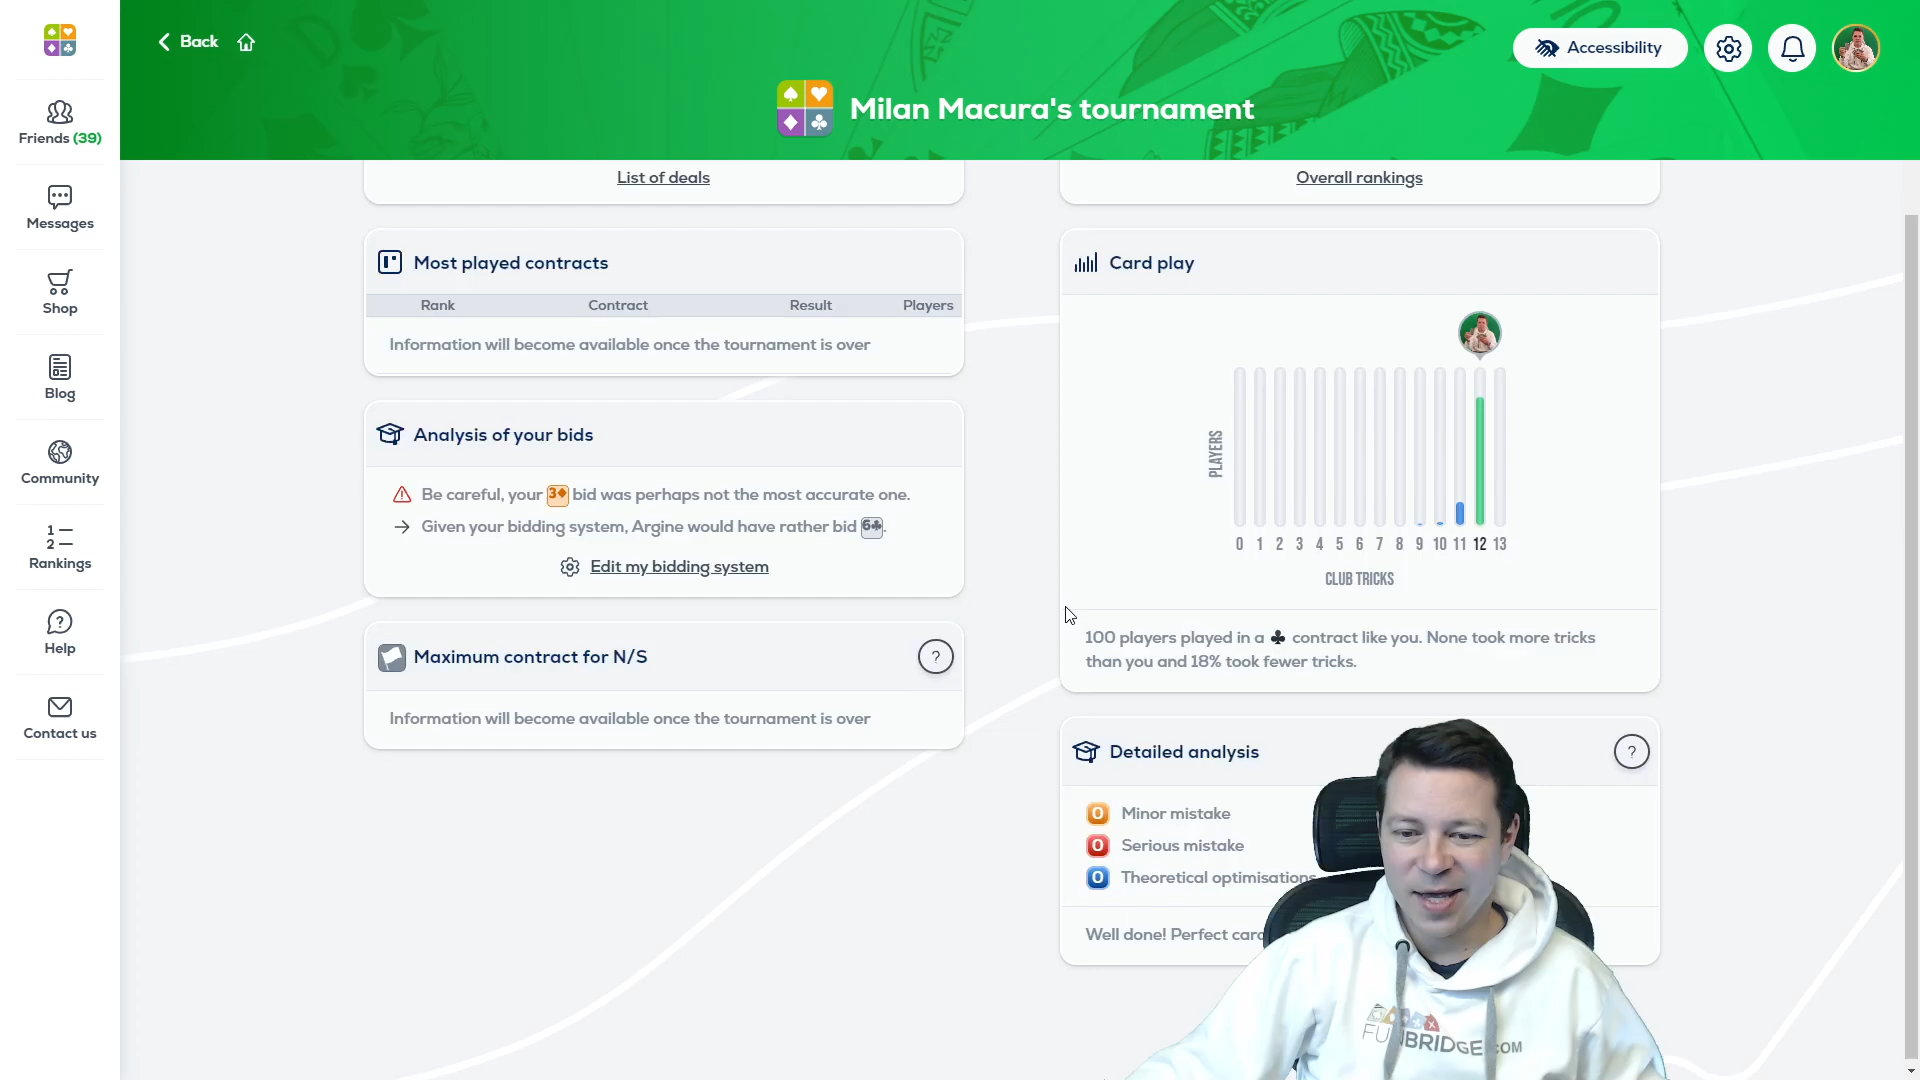 Back
Accessibility
Milan Macura's tournament
Friends (39)
Messages
Shop
Blog
Community
1
2
Rankings
Help
Contact us
List of deals
Most played contracts
Rank Contract Result Players
Information will become available once the tournament is over
Analysis of your bids
Be careful, your 3♦ bid was perhaps not the most accurate one.
Given your bidding system, Argine would have rather bid 6♣.
Edit my bidding system
Maximum contract for N/S
?
Information will become available once the tournament is over
Overall rankings
Card play
PLAYERS
0 1 2 3 4 5 6 7 8 9 10 11 12 13
CLUB TRICKS
100 players played in a ♣ contract like you. None took more tricks
than you and 18% took fewer tricks.
Detailed analysis
?
0 Minor mistake
0 Serious mistake
0 Theoretical optimisations
Well done! Perfect car
FUNBRIDGE.COM